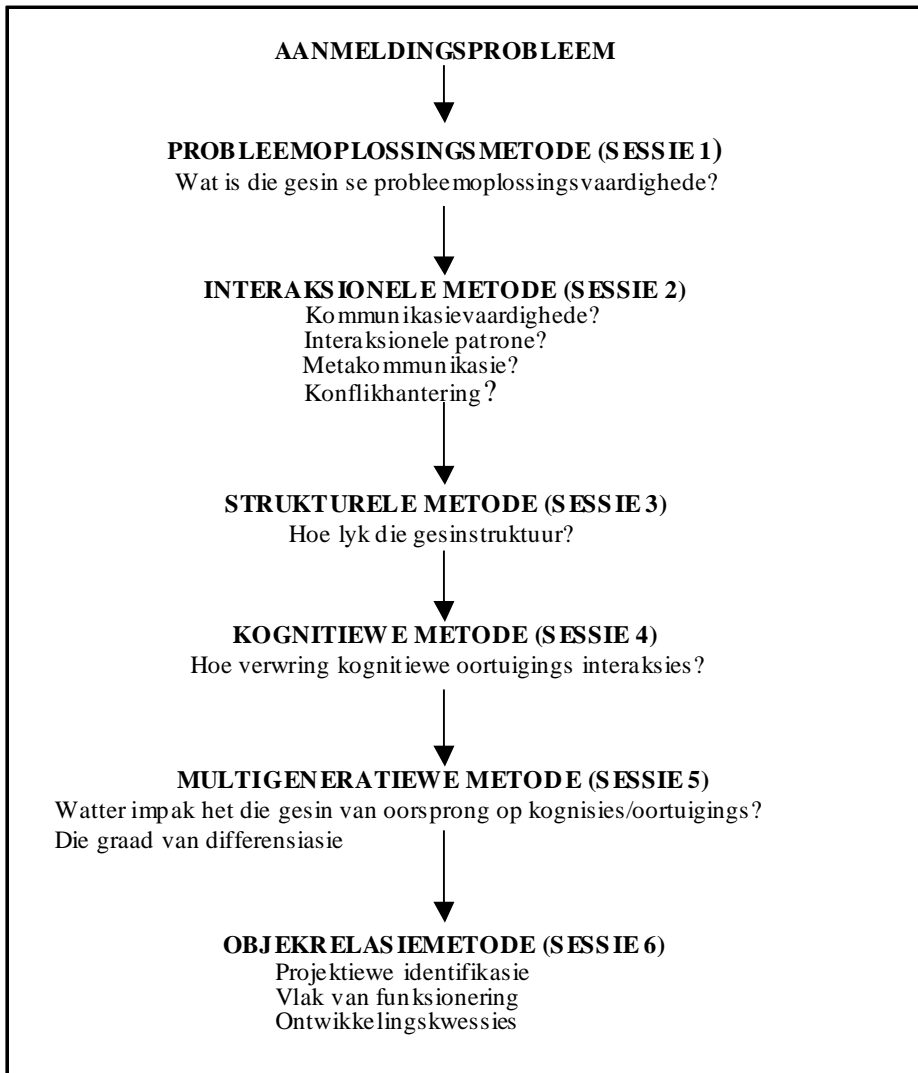 AANMELDINGSPROBLEEM
PROBLEEMOPLOSSINGSMETODE (SESSIE 1)
Wat is die gesin se probleemoplossingsvaardighede?
INTERAKSIONELE METODE (SESSIE 2)
Kommunikasievaardighede?
Interaksionele patrone?
Metakommunikasie?
Konflikhantering?
STRUKTURELE METODE (SESSIE 3)
Hoe lyk die gesinstruktuur?
KOGNITIEWE METODE (SESSIE 4)
Hoe verwring kognitiewe oortuigings interaksies?
MULTIGENERATIEWE METODE (SESSIE 5)
Watter impak het die gesin van oorsprong op kognisies/oortuigings?
Die graad van differensiasie
OBJEKRELASIEMETODE (SESSIE 6)
Projektiewe identifikasie
Vlak van funksionering
Ontwikkelingskwessies